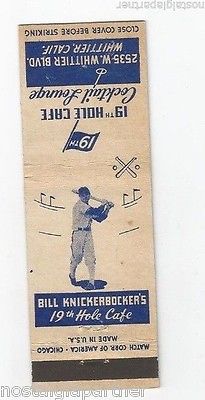 nostalgiapartner
CLOSE COVER BEFORE STRIKING
2535 W. WHITTIER BLVD.
WHITTIER, CALIF.
Cocktail Lounge
19TH HOLE CAFE
19TH
BILL KNICKERBOCKER'S
19th Hole Cafe
MADE IN U.S.A.
MATCH CORP. OF AMERICA · CHICAGO
nostalgiapartner